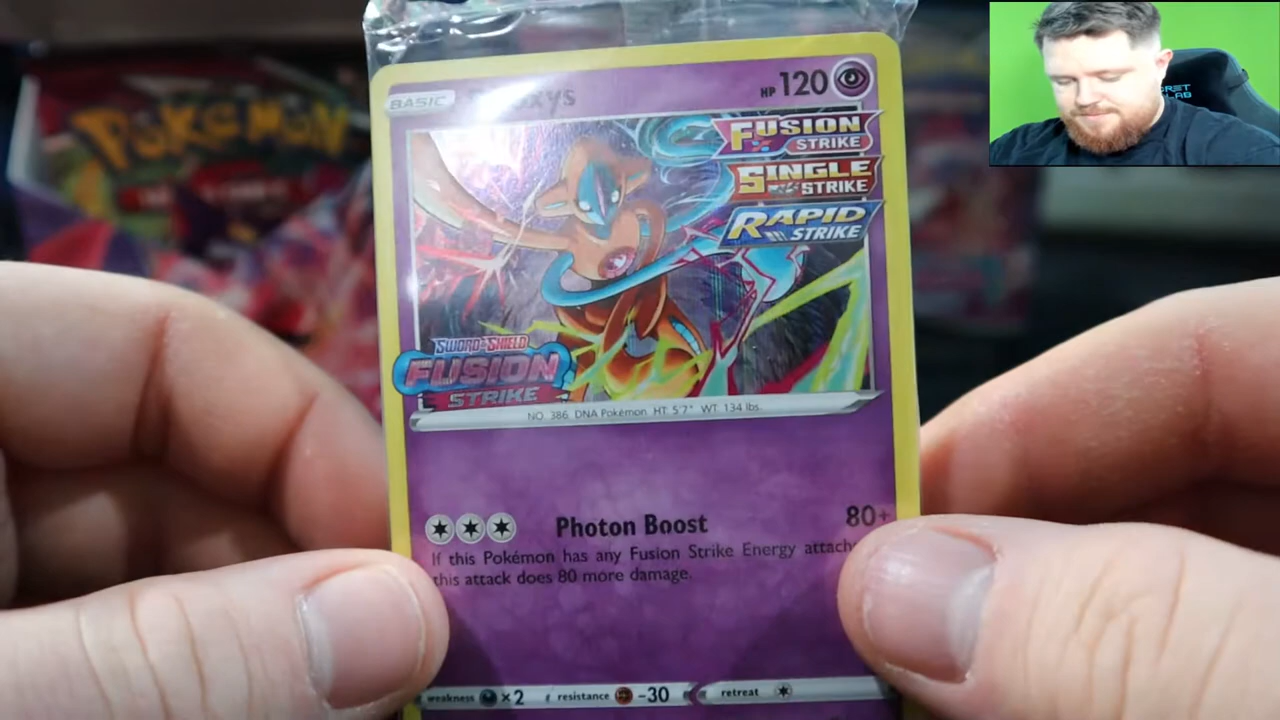 POKÉMON
BASIC
HP 120
FUSION
STRIKE
SINGLE
STRIKE
RAPID
STRIKE
SWORD & SHIELD
FUSION
STRIKE
NO. 386 DNA Pokémon HT: 5'7" WT: 134 lbs.
Photon Boost 80+
If this Pokémon has any Fusion Strike Energy
this attack does 80 more damage.
weakness ×2 resistance -30 retreat